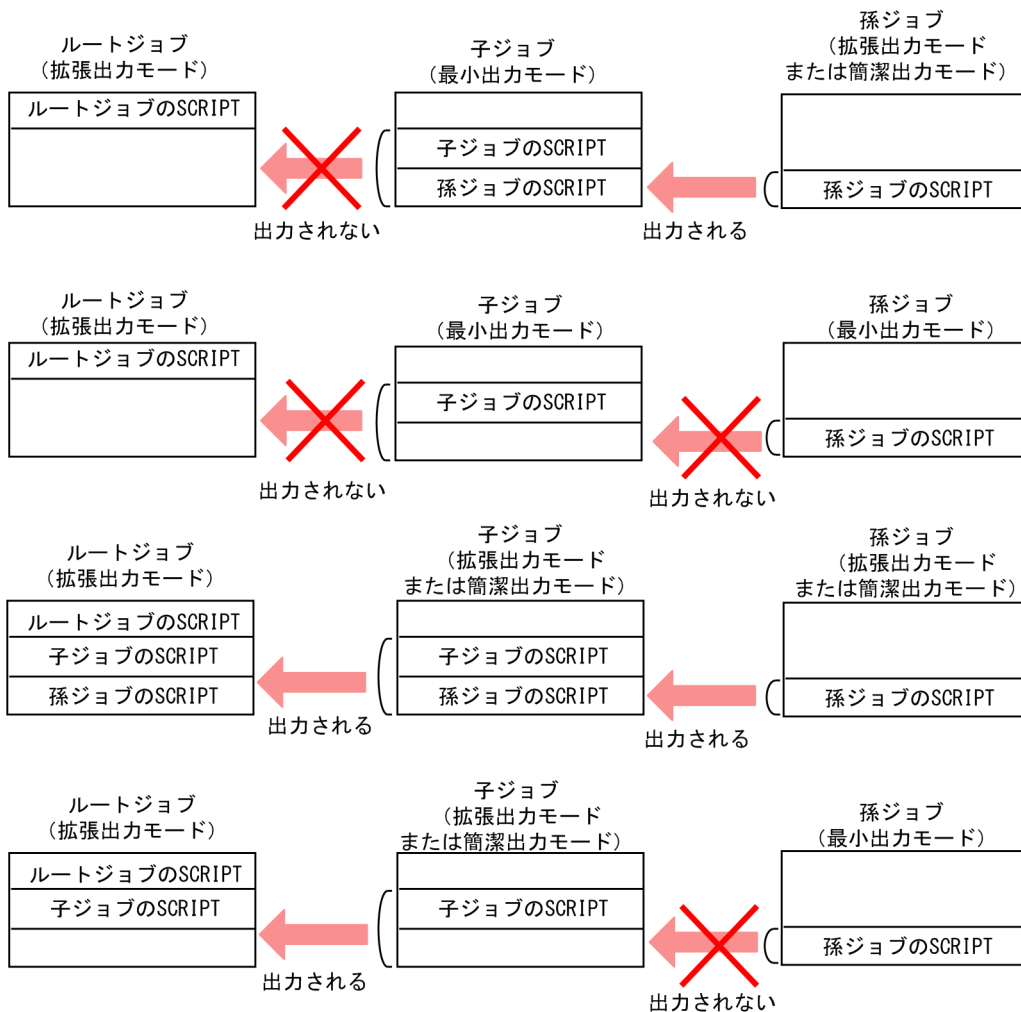 ルートジョブ
（拡張出力モード）
ルートジョブのSCRIPT
出力されない
子ジョブ
（最小出力モード）
子ジョブのSCRIPT
孫ジョブのSCRIPT
出力される
孫ジョブ
（拡張出力モード
または簡潔出力モード）
孫ジョブのSCRIPT
ルートジョブ
（拡張出力モード）
ルートジョブのSCRIPT
出力されない
子ジョブ
（最小出力モード）
子ジョブのSCRIPT
出力されない
孫ジョブ
（最小出力モード）
孫ジョブのSCRIPT
ルートジョブ
（拡張出力モード）
ルートジョブのSCRIPT
子ジョブのSCRIPT
孫ジョブのSCRIPT
出力される
子ジョブ
（拡張出力モード
または簡潔出力モード）
子ジョブのSCRIPT
孫ジョブのSCRIPT
出力される
孫ジョブ
（拡張出力モード
または簡潔出力モード）
孫ジョブのSCRIPT
ルートジョブ
（拡張出力モード）
ルートジョブのSCRIPT
子ジョブのSCRIPT
出力される
子ジョブ
（拡張出力モード
または簡潔出力モード）
子ジョブのSCRIPT
出力されない
孫ジョブ
（最小出力モード）
孫ジョブのSCRIPT